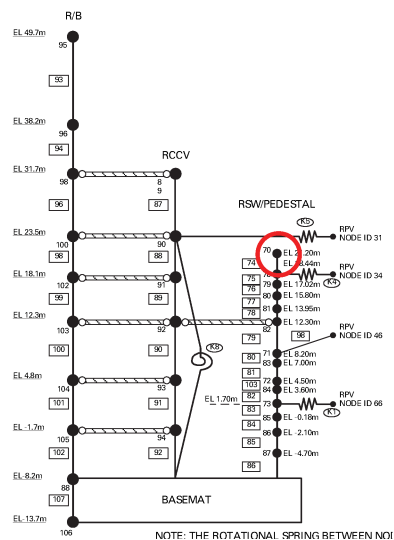 R/B
EL 49.7m
95
93
EL 38.2m
96
94
EL 31.7m
98
RCCV
8
9
96
87
RSW/PEDESTAL
EL 23.5m
100
90
K5
RPV
NODE ID 31
98
88
70
EL 21.20m
74
18.44m
EL 18.1m
102
91
75
K4
RPV
NODE ID 34
76
79
EL 17.02m
99
89
77
80
EL 15.80m
78
81
EL 13.95m
EL 12.3m
103
92
82
EL 12.30m
79
98
RPV
NODE ID 46
100
90
K8
80
71
EL 8.20m
83
EL 7.00m
81
EL 4.8m
104
93
103
72
EL 4.50m
84
EL 3.60m
82
EL 1.70m
73
K1
RPV
NODE ID 66
101
91
83
85
EL -0.18m
84
EL -1.7m
105
94
86
EL -2.10m
85
102
92
87
EL -4.70m
86
EL -8.2m
88
107
BASEMAT
EL-13.7m
106
NOTE: THE ROTATIONAL SPRING BETWEEN